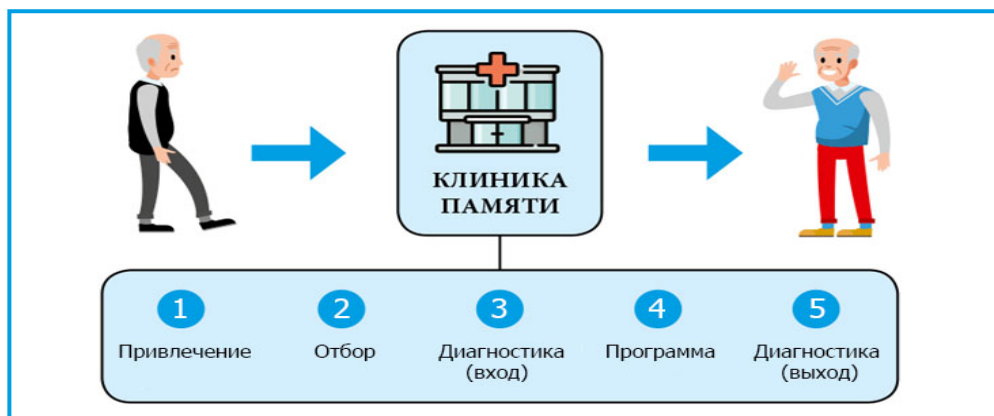 КЛИНИКА
ПАМЯТИ
1 2 3 4 5
Привлечение Отбор Диагностика Программа Диагностика
(вход) (выход)